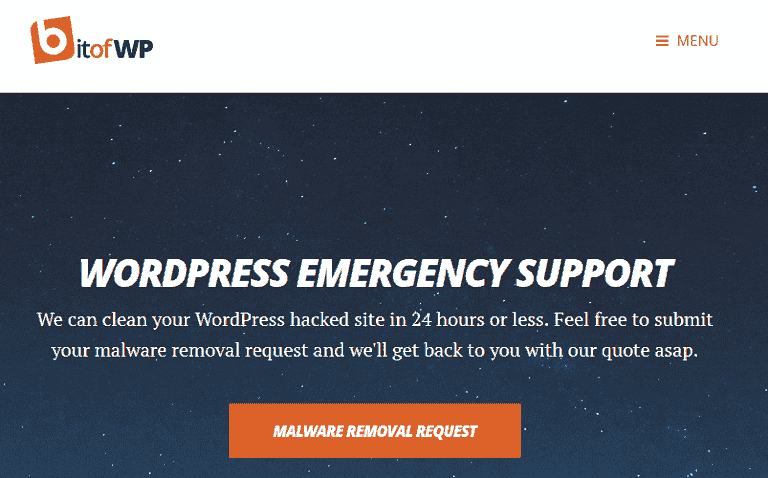 bitofWP
MENU
WORDPRESS EMERGENCY SUPPORT
We can clean your WordPress hacked site in 24 hours or less. Feel free to submit
your malware removal request and we'll get back to you with our quote asap.
MALWARE REMOVAL REQUEST